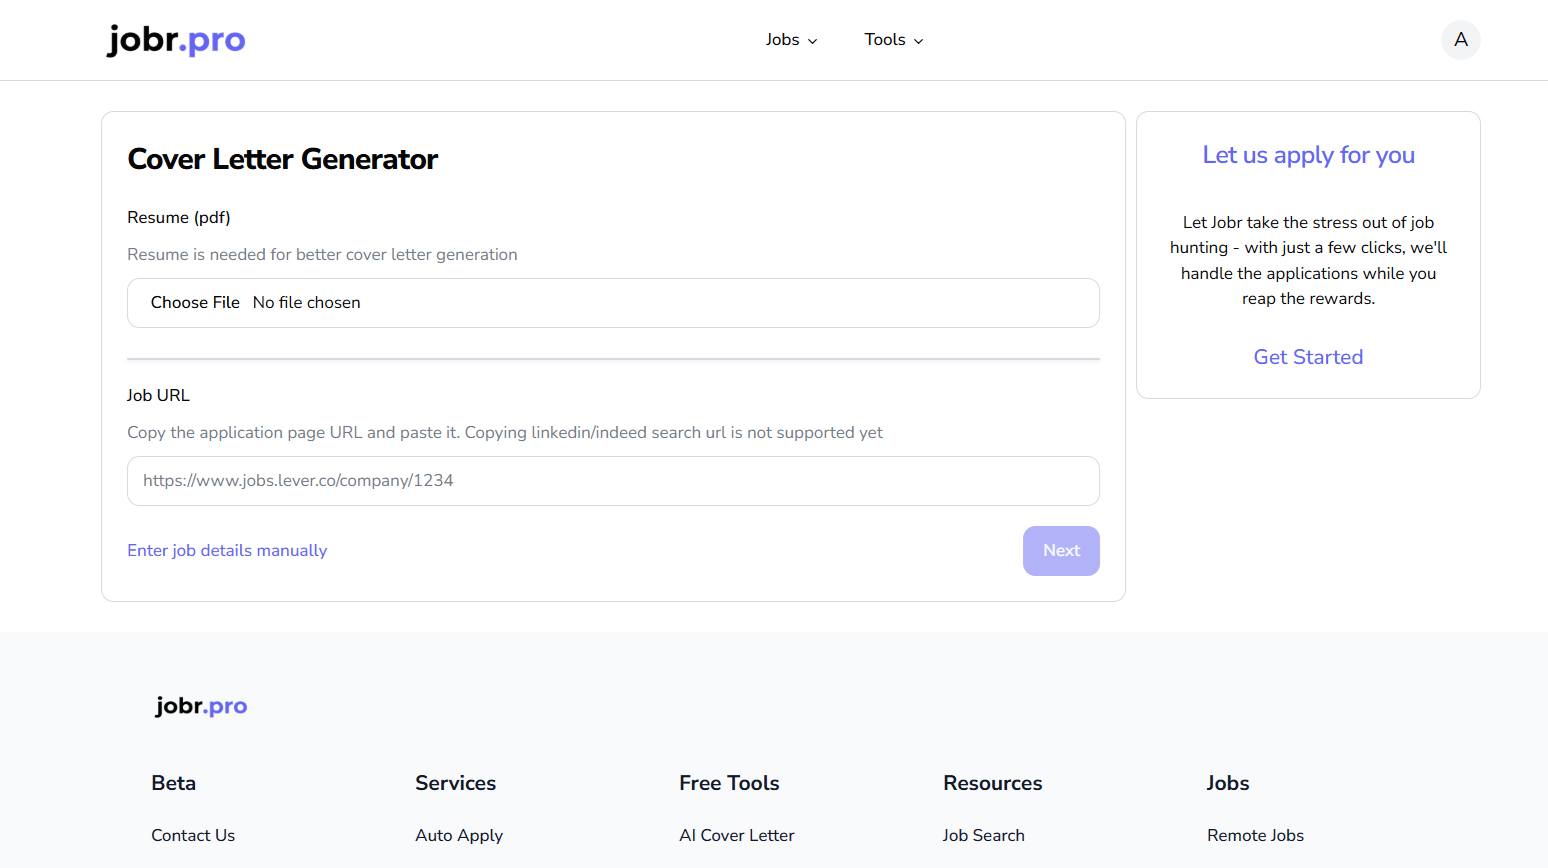 jobr.pro
Jobs
Tools
A
Cover Letter Generator
Resume (pdf)
Resume is needed for better cover letter generation
Choose File No file chosen
Job URL
Copy the application page URL and paste it. Copying linkedin/indeed search url is not supported yet
https://www.jobs.lever.co/company/1234
Enter job details manually
Next
Let us apply for you
Let Jobr take the stress out of job
hunting - with just a few clicks, we'll
handle the applications while you
reap the rewards.
Get Started
jobr.pro
Beta
Contact Us
Services
Auto Apply
Free Tools
AI Cover Letter
Resources
Job Search
Jobs
Remote Jobs